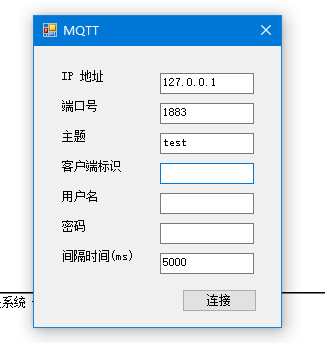 MQTT
IP 地址
127.0.0.1
端口号
1883
主题
test
客户端标识
用户名
密码
间隔时间(ms)
5000
连接
系统